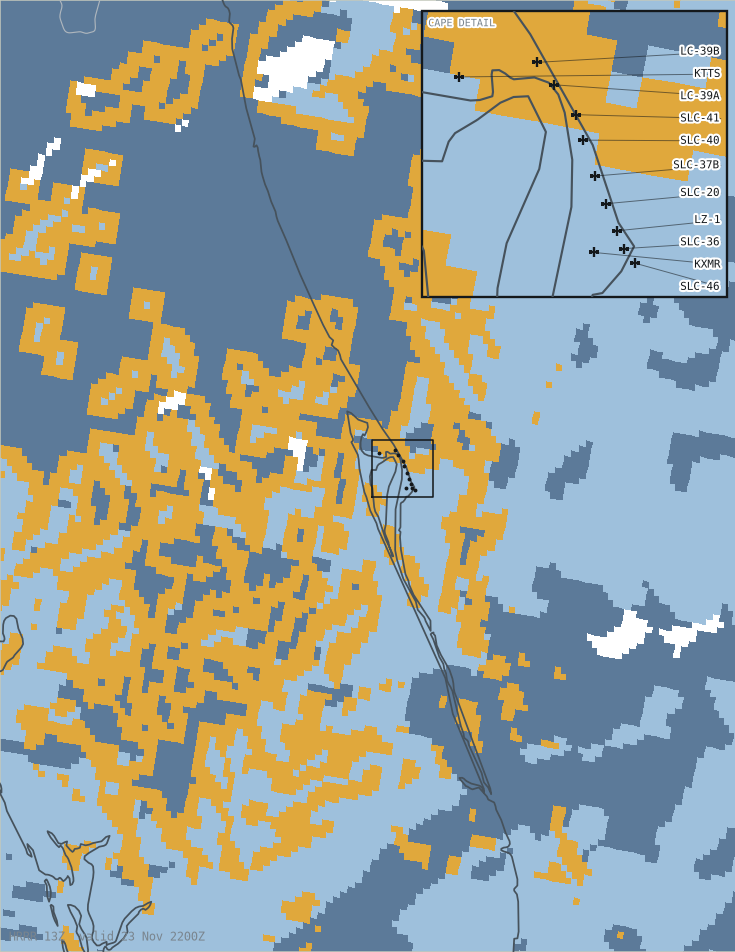 CAPE DETAIL
LC-39B
KTTS
LC-39A
SLC-41
SLC-40
SLC-37B
SLC-20
LZ-1
SLC-36
KXMR
SLC-46
valid 23 Nov 2200Z